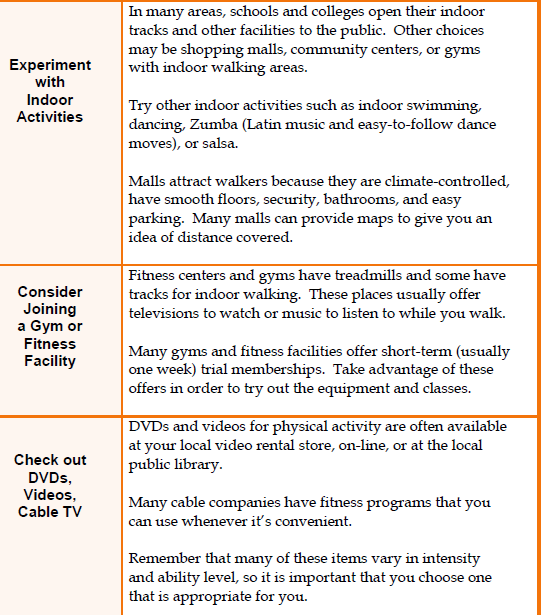 Experiment
with
Indoor
Activities
In many areas, schools and colleges open their indoor
tracks and other facilities to the public.  Other choices
may be shopping malls, community centers, or gyms
with indoor walking areas.
Try other indoor activities such as indoor swimming,
dancing, Zumba (Latin music and easy-to-follow dance
moves), or salsa.
Malls attract walkers because they are climate-controlled,
have smooth floors, security, bathrooms, and easy
parking.  Many malls can provide maps to give you an
idea of distance covered.
Consider
Joining
a Gym or
Fitness
Facility
Fitness centers and gyms have treadmills and some have
tracks for indoor walking.  These places usually offer
televisions to watch or music to listen to while you walk.
Many gyms and fitness facilities offer short-term (usually
one week) trial memberships.  Take advantage of these
offers in order to try out the equipment and classes.
Check out
DVDs,
Videos,
Cable TV
DVDs and videos for physical activity are often available
at your local video rental store, on-line, or at the local
public library.
Many cable companies have fitness programs that you
can use whenever it's convenient.
Remember that many of these items vary in intensity
and ability level, so it is important that you choose one
that is appropriate for you.